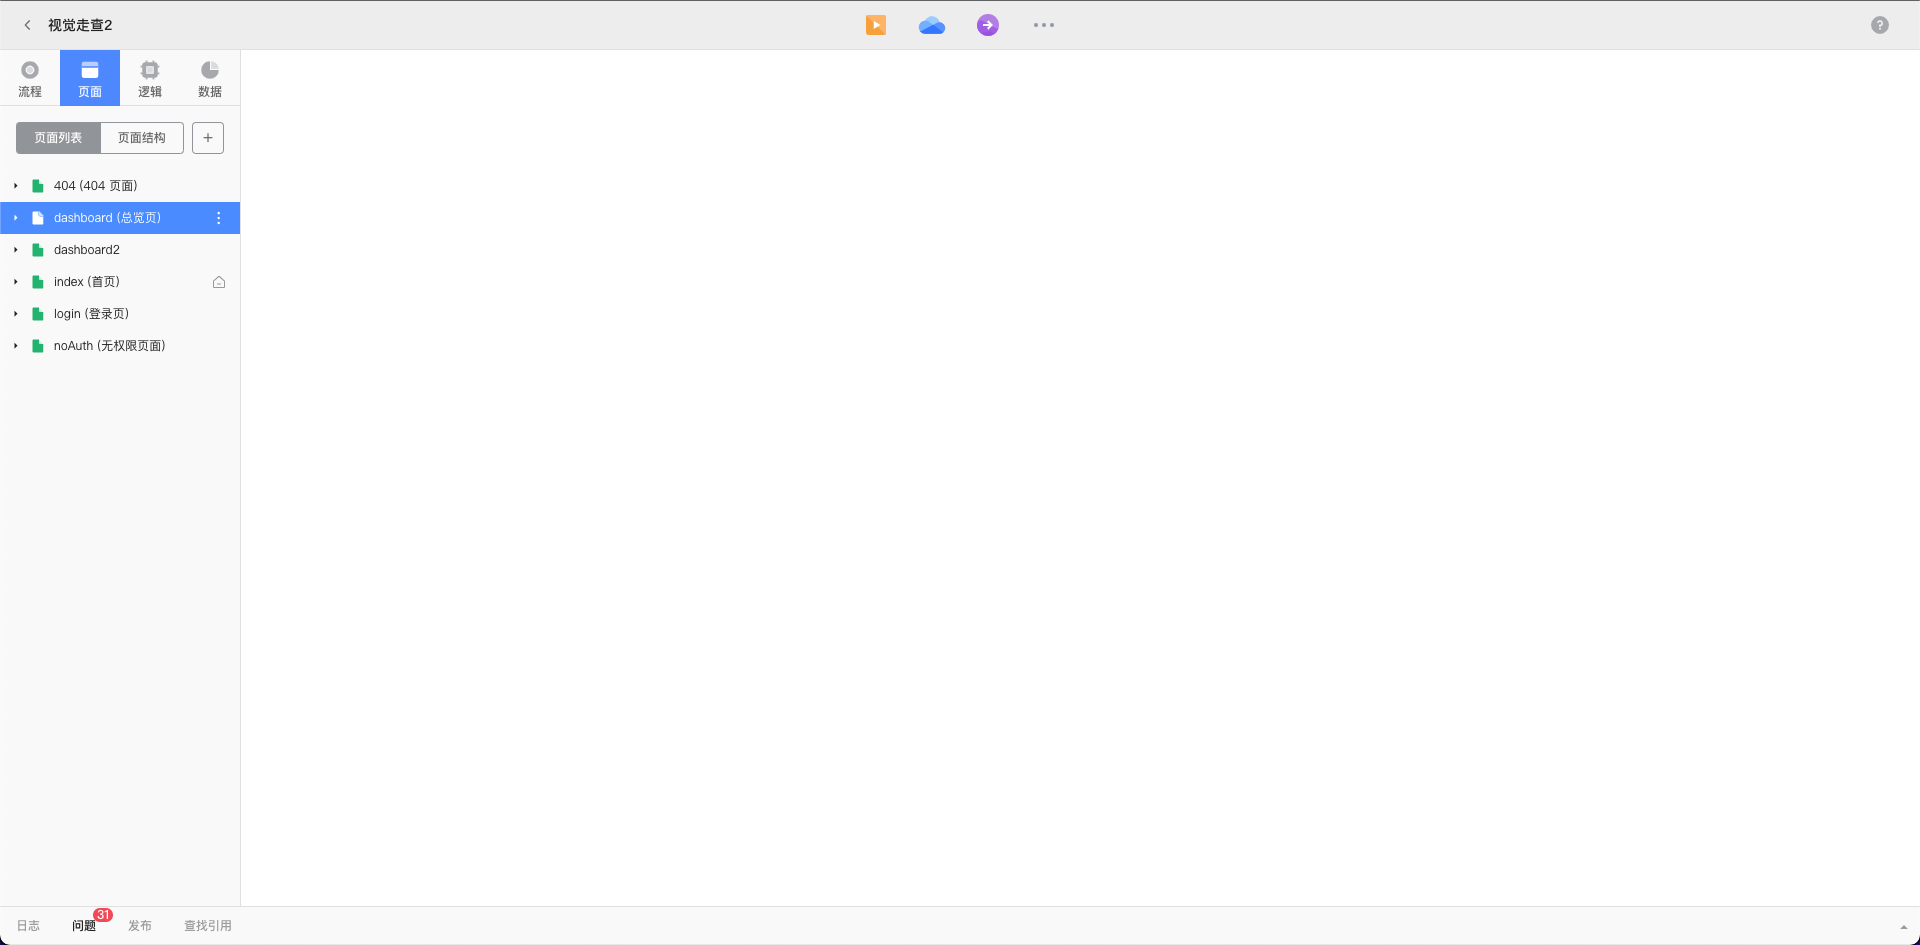 视觉走查2
流程 页面 逻辑 数据
页面列表 页面结构
404 (404 页面)
dashboard (总览页)
dashboard2
index (首页)
login (登录页)
noAuth (无权限页面)
日志 问题 31 发布 查找引用